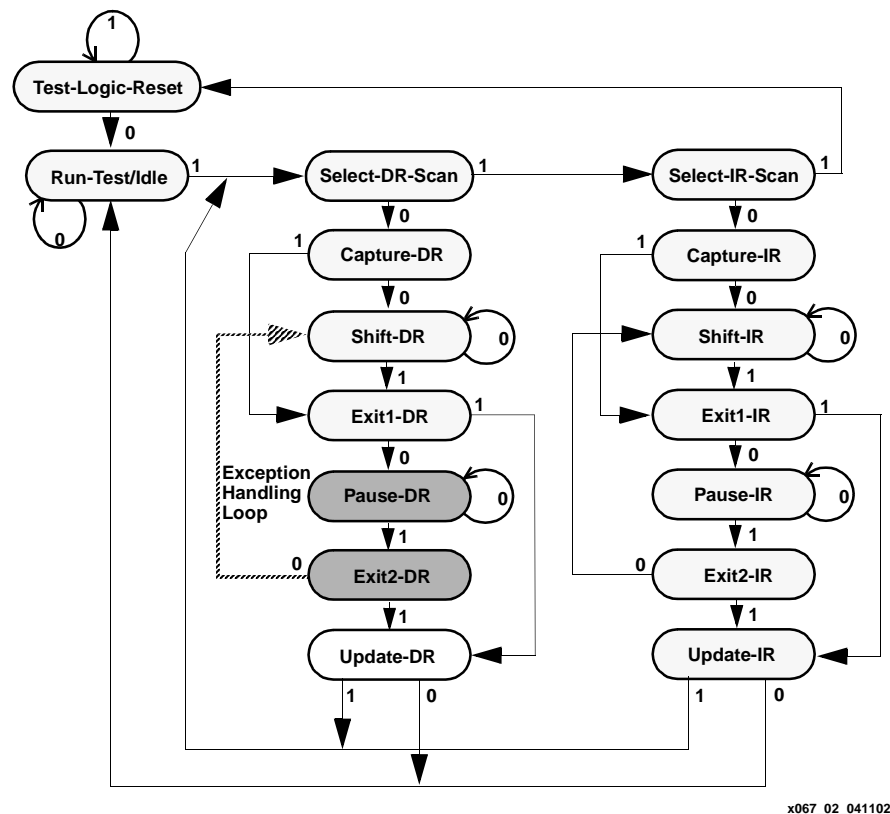 1
Test-Logic-Reset
0
Run-Test/Idle
1
Select-DR-Scan
1
Select-IR-Scan
1
0
0
0
1
Capture-DR
1
Capture-IR
0
0
Shift-DR
0
Shift-IR
0
1
1
Exit1-DR
1
Exit1-IR
1
0
0
Exception
Handling
Loop
Pause-DR
0
Pause-IR
0
1
1
0
Exit2-DR
0
Exit2-IR
1
1
Update-DR
Update-IR
1
0
1
0
x067_02_041102